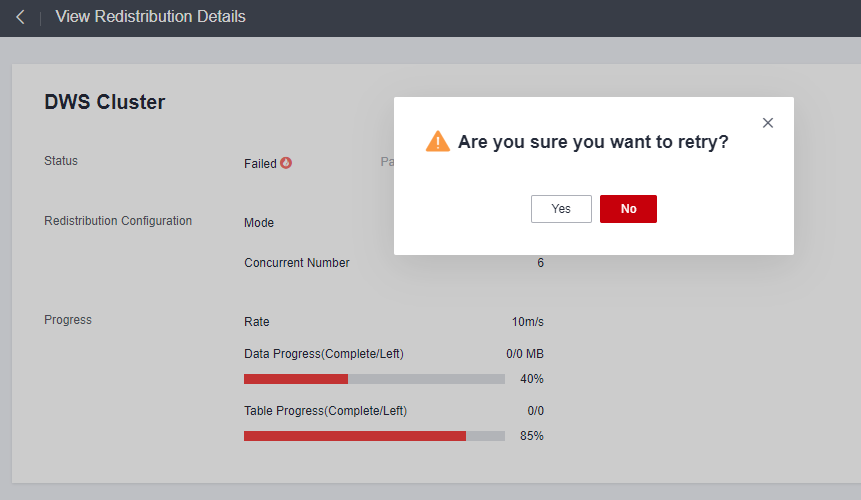 View Redistribution Details
DWS Cluster
Are you sure you want to retry?
Yes
No
Status
Failed
Pa
Redistribution Configuration
Mode
Concurrent Number
6
Progress
Rate
10m/s
Data Progress(Complete/Left)
0/0 MB
40%
Table Progress(Complete/Left)
0/0
85%